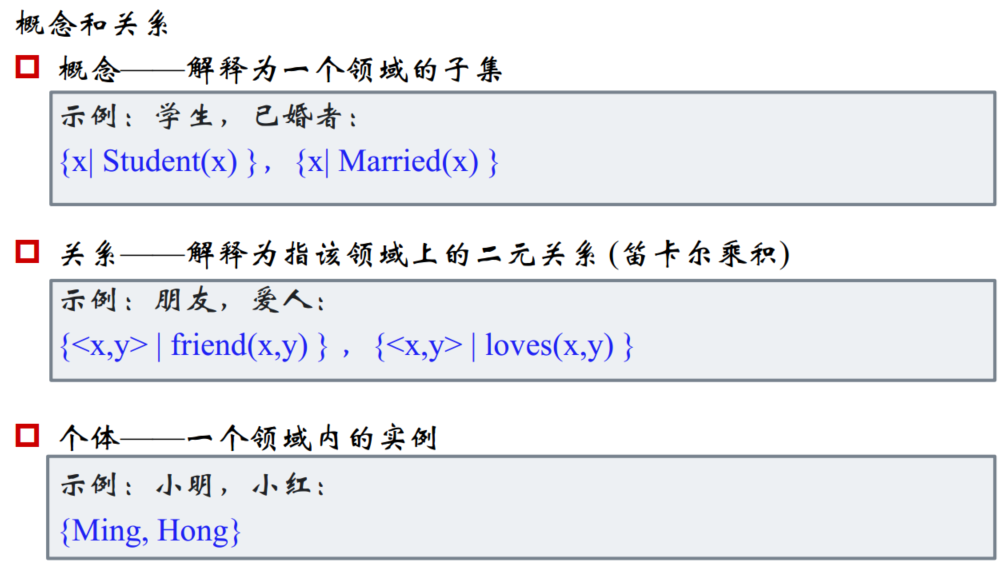 概念和关系
概念——解释为一个领域的子集
示例：学生，已婚者：
{x| Student(x) }，{x| Married(x) }
关系——解释为指该领域上的二元关系 (笛卡尔乘积)
示例：朋友，爱人：
{<x,y> | friend(x,y) } ，{<x,y> | loves(x,y) }
个体——一个领域内的实例
示例：小明，小红：
{Ming, Hong}